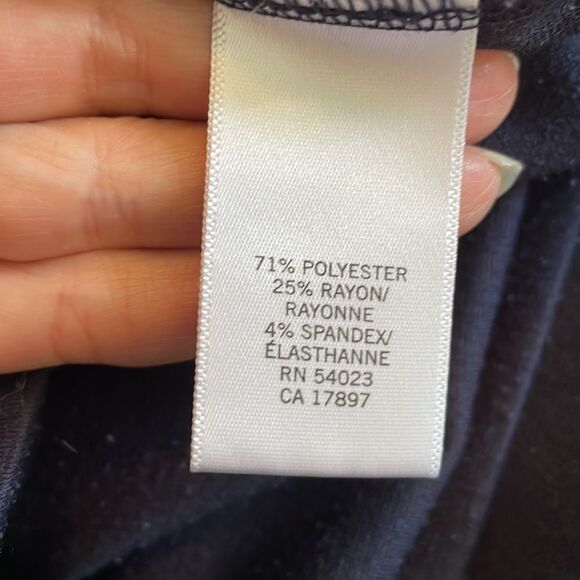 71% POLYESTER
25% RAYON/
RAYONNE
4% SPANDEX/
ÉLASTHANNE
RN 54023
CA 17897